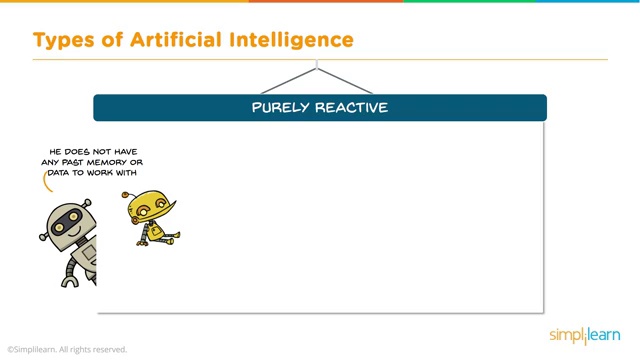 Types of Artificial Intelligence
PURELY REACTIVE
HE DOES NOT HAVE
ANY PAST MEMORY OR
DATA TO WORK WITH
©Simplilearn. All rights reserved.
simplilearn